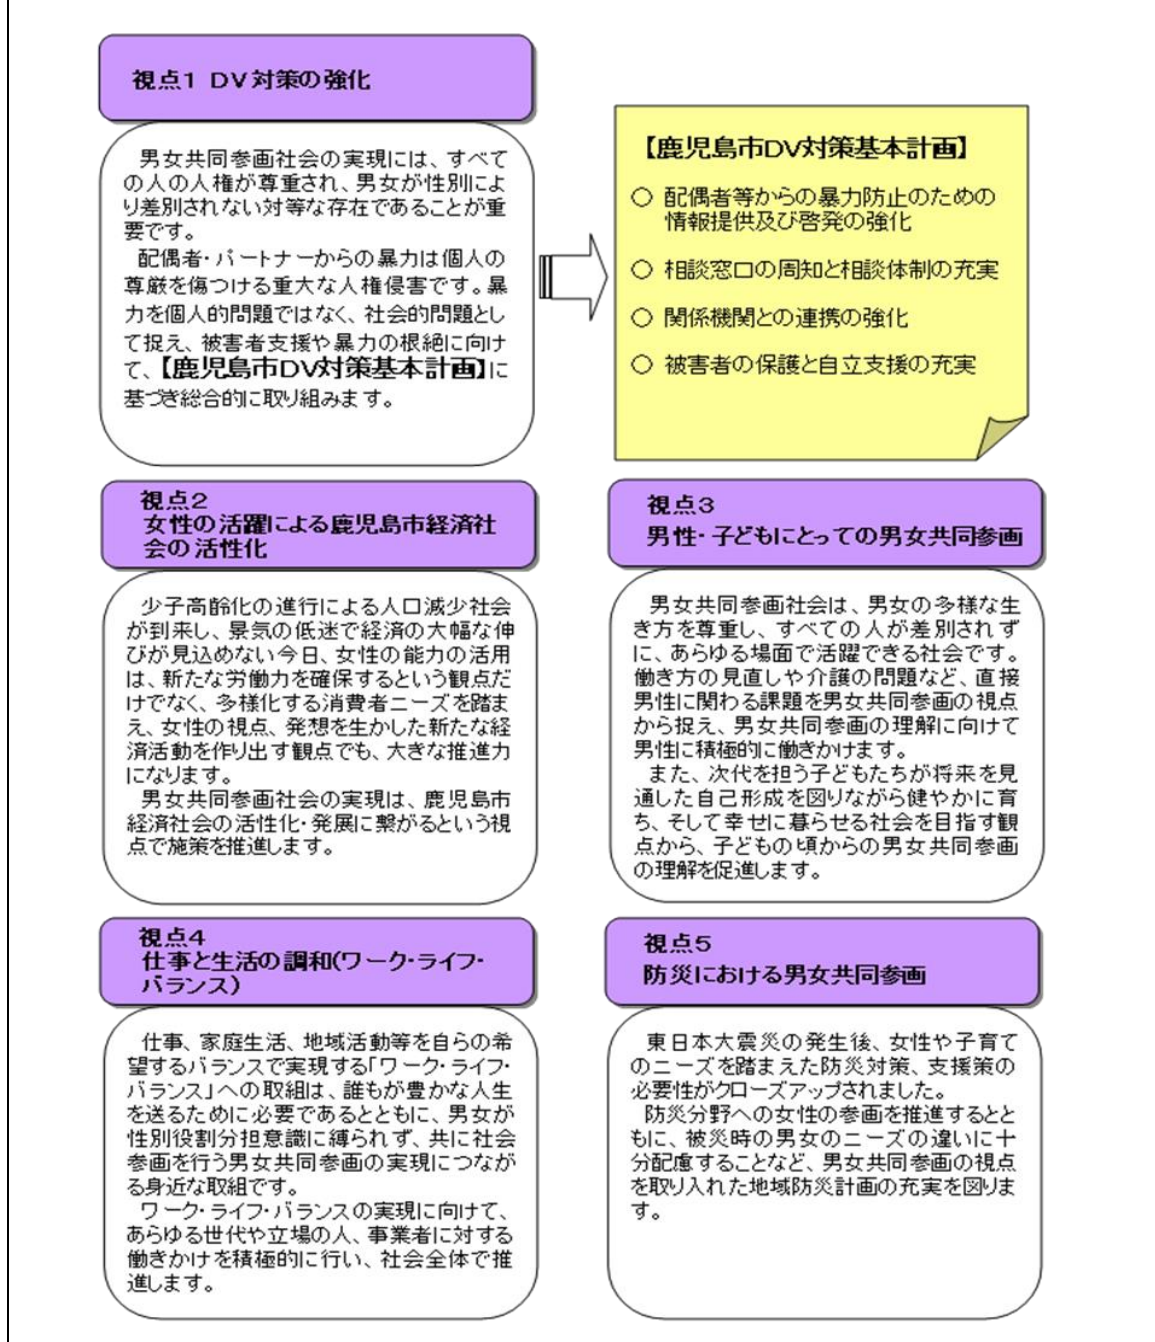 視点1 DV対策の強化
男女共同参画社会の実現には、すべて
の人の人権が尊重され、男女が性別によ
り差別されない対等な存在であることが重
要です。
配偶者・パートナーからの暴力は個人の
尊厳を傷つける重大な人権侵害です。暴
力を個人的問題ではなく、社会的問題とし
て捉え、被害者支援や暴力の根絶に向け
て、【鹿児島市DV対策基本計画】に
基づき総合的に取り組みます。
【鹿児島市DV対策基本計画】
○ 配偶者等からの暴力防止のための
情報提供及び啓発の強化
○ 相談窓口の周知と相談体制の充実
○ 関係機関との連携の強化
○ 被害者の保護と自立支援の充実
視点2
女性の活躍による鹿児島市経済社
会の活性化
少子高齢化の進行による人口減少社会
が到来し、景気の低迷で経済の大幅な伸
びが見込めない今日、女性の能力の活用
は、新たな労働力を確保するという観点だ
けでなく、多様化する消費者ニーズを踏ま
え、女性の視点、発想を生かした新たな経
済活動を作り出す観点でも、大きな推進力
になります。
男女共同参画社会の実現は、鹿児島市
経済社会の活性化・発展に繋がるという視
点で施策を推進します。
視点3
男性・子どもにとっての男女共同参画
男女共同参画社会は、男女の多様な生
き方を尊重し、すべての人が差別されず
に、あらゆる場面で活躍できる社会です。
働き方の見直しや介護の問題など、直接
男性に関わる課題を男女共同参画の視点
から捉え、男女共同参画の理解に向けて
男性に積極的に働きかけます。
また、次代を担う子どもたちが将来を見
通した自己形成を図りながら健やかに育
ち、そして幸せに暮らせる社会を目指す観
点から、子どもの頃からの男女共同参画
の理解を促進します。
視点4
仕事と生活の調和(ワーク・ライフ・
バランス)
仕事、家庭生活、地域活動等を自らの希
望するバランスで実現する「ワーク・ライフ・
バランス」への取組は、誰もが豊かな人生
を送るために必要であるとともに、男女が
性別役割分担意識に縛られず、共に社会
参画を行う男女共同参画の実現につなが
る身近な取組です。
ワーク・ライフ・バランスの実現に向けて、
あらゆる世代や立場の人、事業者に対する
働きかけを積極的に行い、社会全体で推
進します。
視点5
防災における男女共同参画
東日本大震災の発生後、女性や子育て
のニーズを踏まえた防災対策、支援策の
必要性がクローズアップされました。
防災分野への女性の参画を推進するとと
もに、被災時の男女のニーズの違いに十
分配慮することなど、男女共同参画の視点
を取り入れた地域防災計画の充実を図りま
す。